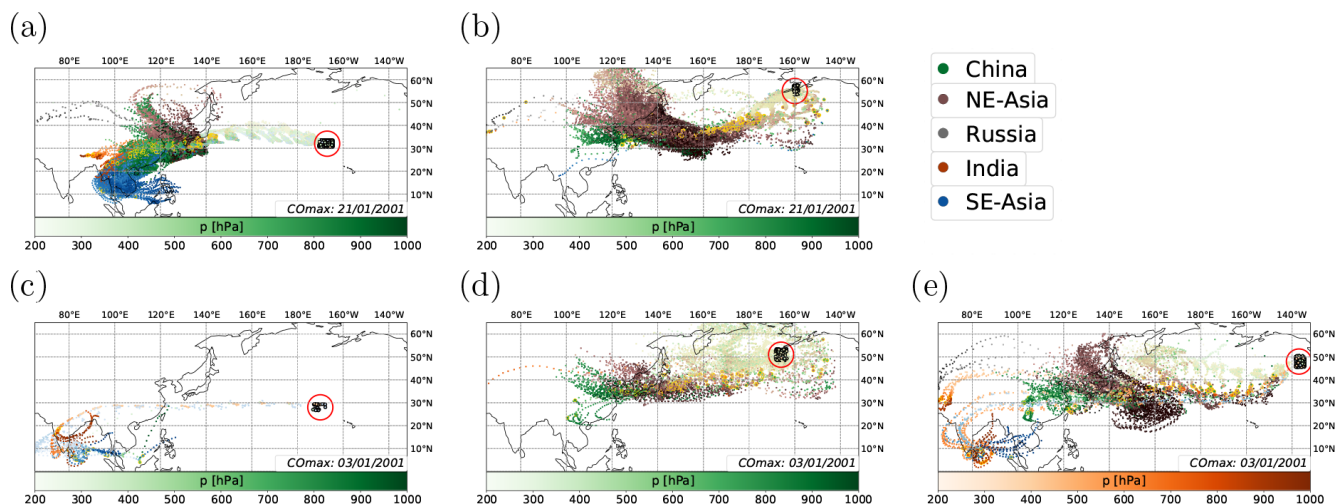 (a)
80°E 100°E 120°E 140°E 160°E 180°E 160°W
60°N
50°N
40°N
30°N
20°N
10°N
COmax: 21/01/2001
p [hPa]
200 300 400 500 600 700 800 900 1000
(b)
80°E 100°E 120°E 140°E 160°E 180°E 160°W 140°W
60°N
50°N
40°N
30°N
20°N
10°N
COmax: 21/01/2001
p [hPa]
200 300 400 500 600 700 800 900 1000
China
NE-Asia
Russia
India
SE-Asia
(c)
80°E 100°E 120°E 140°E 160°E 180°E 160°W
60°N
50°N
40°N
30°N
20°N
10°N
COmax: 03/01/2001
p [hPa]
200 300 400 500 600 700 800 900 1000
(d)
80°E 100°E 120°E 140°E 160°E 180°E 160°W 140°W
60°N
50°N
40°N
30°N
20°N
10°N
COmax: 03/01/2001
p [hPa]
200 300 400 500 600 700 800 900 1000
(e)
80°E 100°E 120°E 140°E 160°E 180°E 160°W 140°W
60°N
50°N
40°N
30°N
20°N
10°N
COmax: 03/01/2001
p [hPa]
200 300 400 500 600 700 800 900 1000